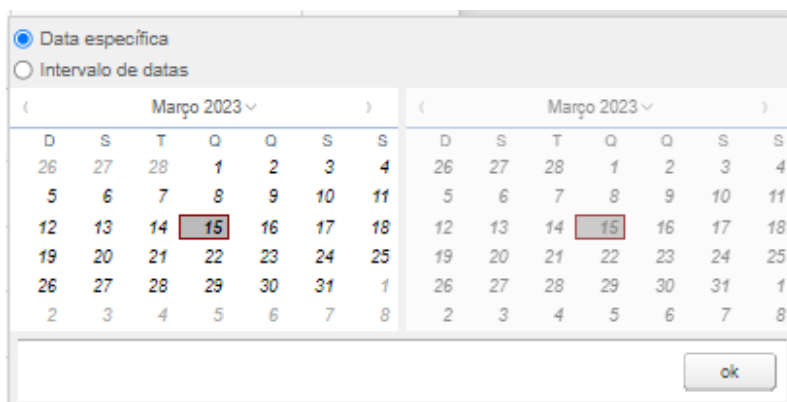 Data específica
Intervalo de datas
Março 2023
D S T Q Q S S
26 27 28 1 2 3 4
5 6 7 8 9 10 11
12 13 14 15 16 17 18
19 20 21 22 23 24 25
26 27 28 29 30 31 1
2 3 4 5 6 7 8
Março 2023
D S T Q Q S S
26 27 28 1 2 3 4
5 6 7 8 9 10 11
12 13 14 15 16 17 18
19 20 21 22 23 24 25
26 27 28 29 30 31 1
2 3 4 5 6 7 8
ok